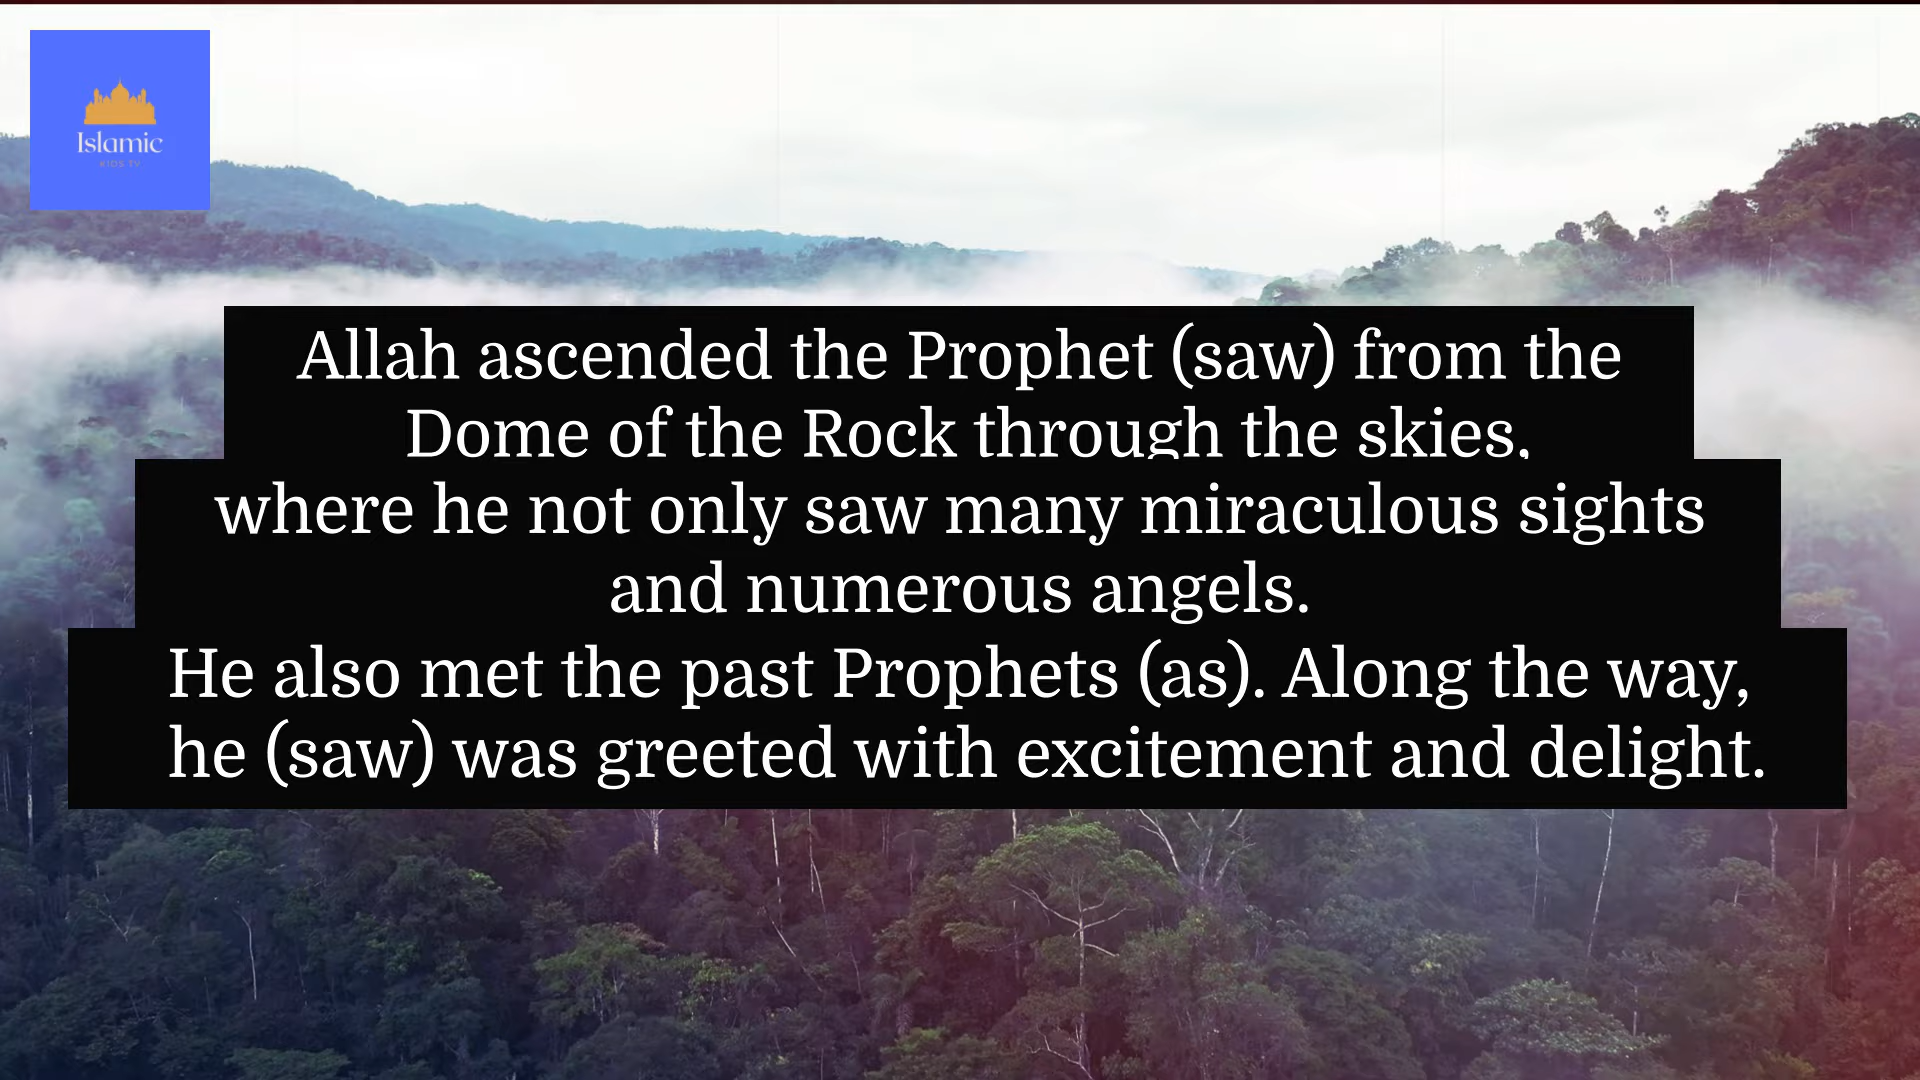 Islamic
KIDS TV
Allah ascended the Prophet (saw) from the
Dome of the Rock through the skies,
where he not only saw many miraculous sights
and numerous angels.
He also met the past Prophets (as). Along the way,
he (saw) was greeted with excitement and delight.